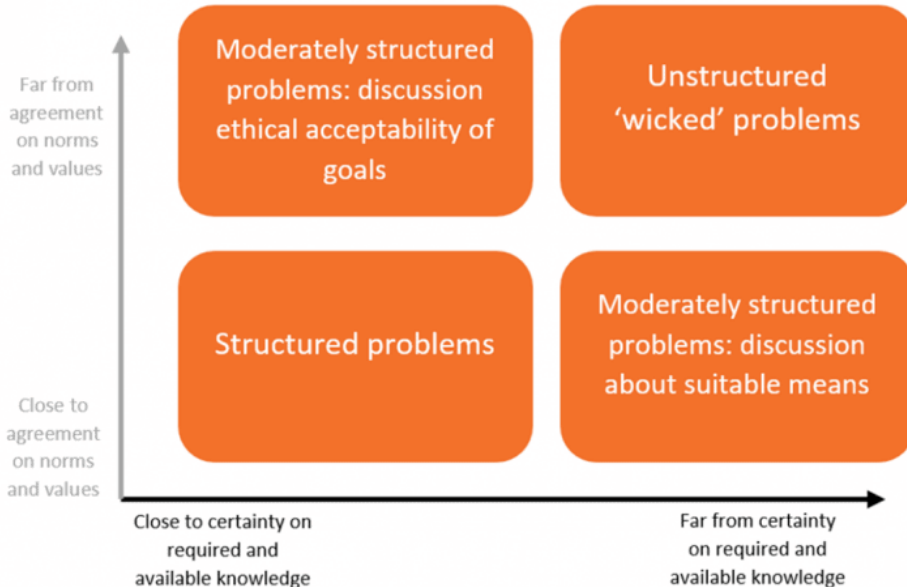 Far from
agreement
on norms
and values
Moderately structured
problems: discussion
ethical acceptability of
goals
Unstructured
‘wicked’ problems
Close to
agreement
on norms
and values
Structured problems
Moderately structured
problems: discussion
about suitable means
Close to certainty on
required and
available knowledge
Far from certainty
on required and
available knowledge